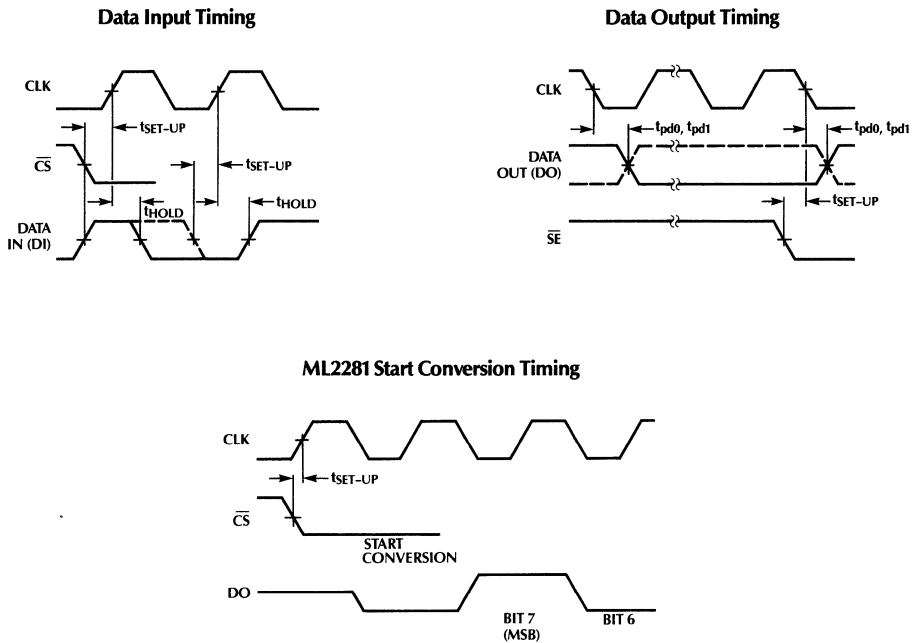 Data Input Timing
CLK
tSET-UP
CS
tSET-UP
tHOLD
tHOLD
DATA
IN (DI)
Data Output Timing
CLK
tpd0, tpd1
tpd0, tpd1
DATA
OUT (DO)
tSET-UP
SE
ML2281 Start Conversion Timing
CLK
tSET-UP
CS
START
CONVERSION
DO
BIT 7
(MSB)
BIT 6